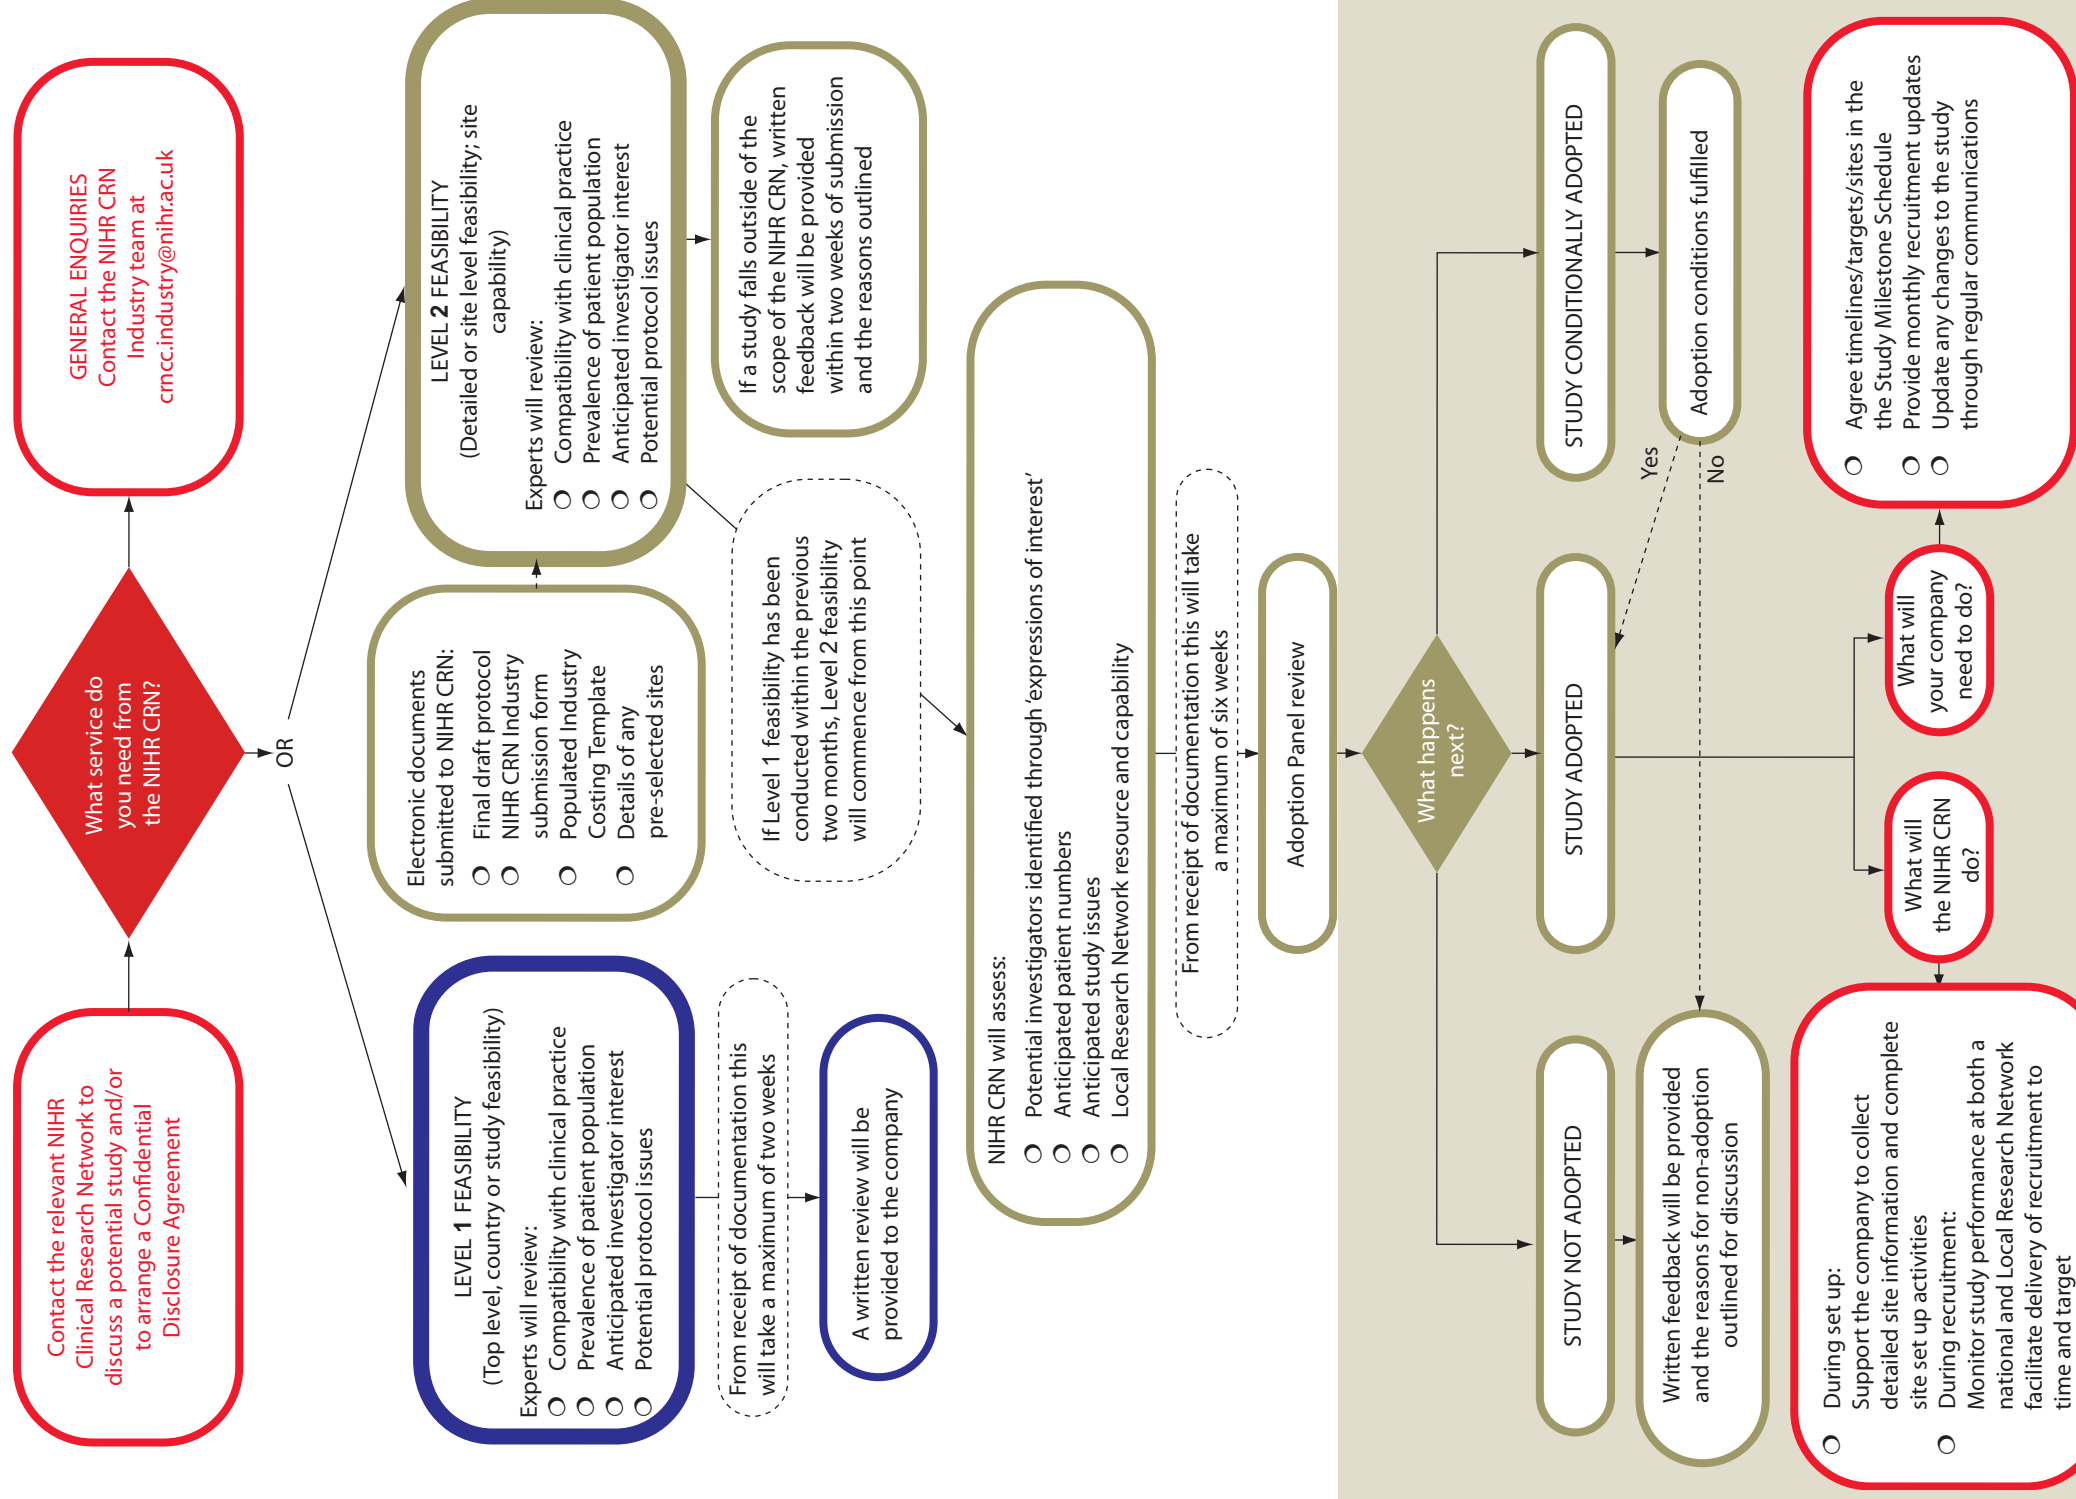 Contact the relevant NIHR
Clinical Research Network to
discuss a potential study and/or
to arrange a Confidential
Disclosure Agreement
What service do
you need from
the NIHR CRN?
GENERAL ENQUIRIES
Contact the NIHR CRN
Industry team at
crncc.industry@nihr.ac.uk
OR
LEVEL 1 FEASIBILITY
(Top level, country or study feasibility)
Experts will review:
Compatibility with clinical practice
Prevalence of patient population
Anticipated investigator interest
Potential protocol issues
From receipt of documentation this
will take a maximum of two weeks
A written review will be
provided to the company
Electronic documents
submitted to NIHR CRN:
Final draft protocol
NIHR CRN Industry
submission form
Populated Industry
Costing Template
Details of any
pre-selected sites
LEVEL 2 FEASIBILITY
(Detailed or site level feasibility; site
capability)
Experts will review:
Compatibility with clinical practice
Prevalence of patient population
Anticipated investigator interest
Potential protocol issues
If a study falls outside of the
scope of the NIHR CRN, written
feedback will be provided
within two weeks of submission
and the reasons outlined
If Level 1 feasibility has been
conducted within the previous
two months, Level 2 feasibility
will commence from this point
NIHR CRN will assess:
Potential investigators identified through ‘expressions of interest’
Anticipated patient numbers
Anticipated study issues
Local Research Network resource and capability
From receipt of documentation this will take
a maximum of six weeks
Adoption Panel review
What happens
next?
STUDY NOT ADOPTED
Written feedback will be provided
and the reasons for non-adoption
outlined for discussion
STUDY ADOPTED
STUDY CONDITIONALLY ADOPTED
Adoption conditions fulfilled
Yes
No
What will
the NIHR CRN
do?
What will
your company
need to do?
During set up:
Support the company to collect
detailed site information and complete
site set up activities
During recruitment:
Monitor study performance at both a
national and Local Research Network
facilitate delivery of recruitment to
time and target
Agree timelines/targets/sites in the
the Study Milestone Schedule
Provide monthly recruitment updates
Update any changes to the study
through regular communications